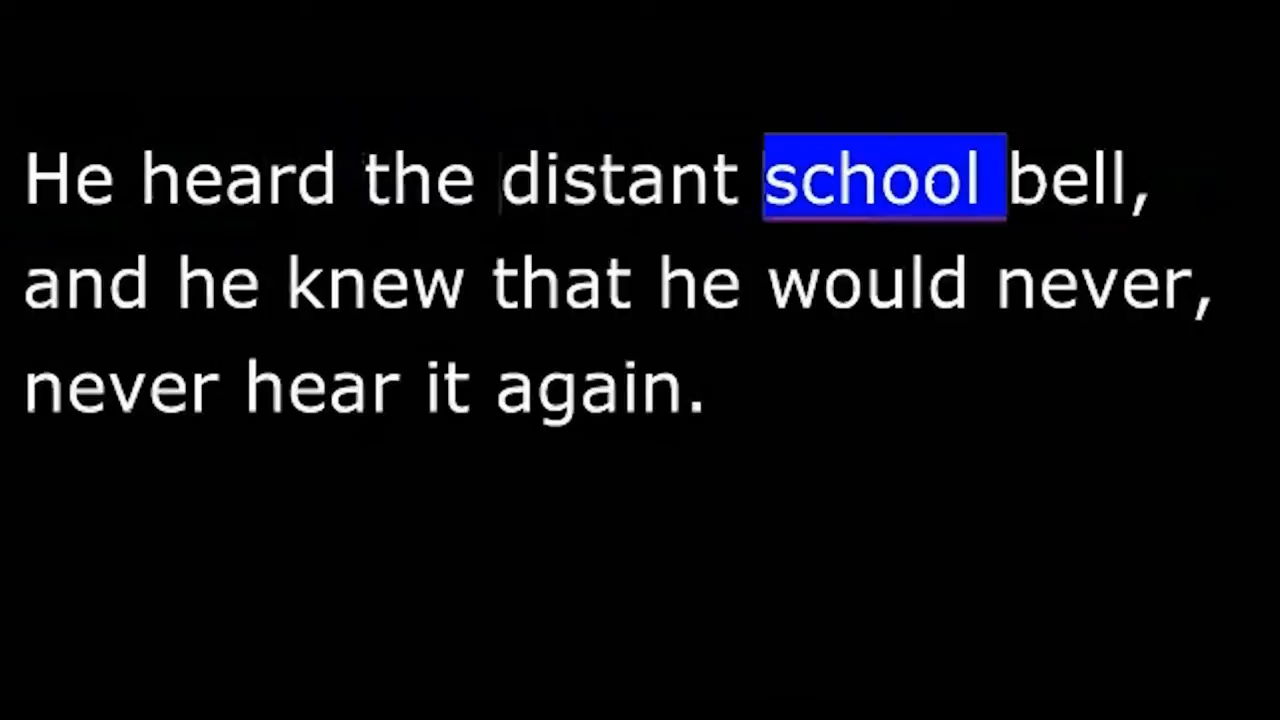 He heard the distant school bell,
and he knew that he would never,
never hear it again.